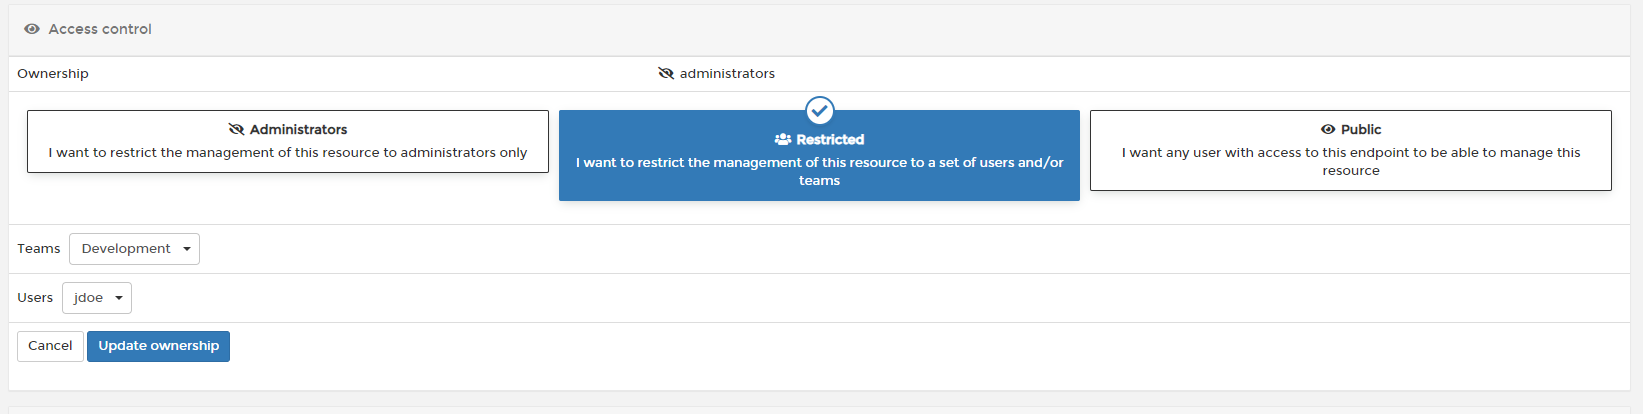 Access control
Ownership administrators
Administrators
I want to restrict the management of this resource to administrators only
Restricted
I want to restrict the management of this resource to a set of users and/or
teams
Public
I want any user with access to this endpoint to be able to manage this
resource
Teams Development
Users jdoe
Cancel Update ownership